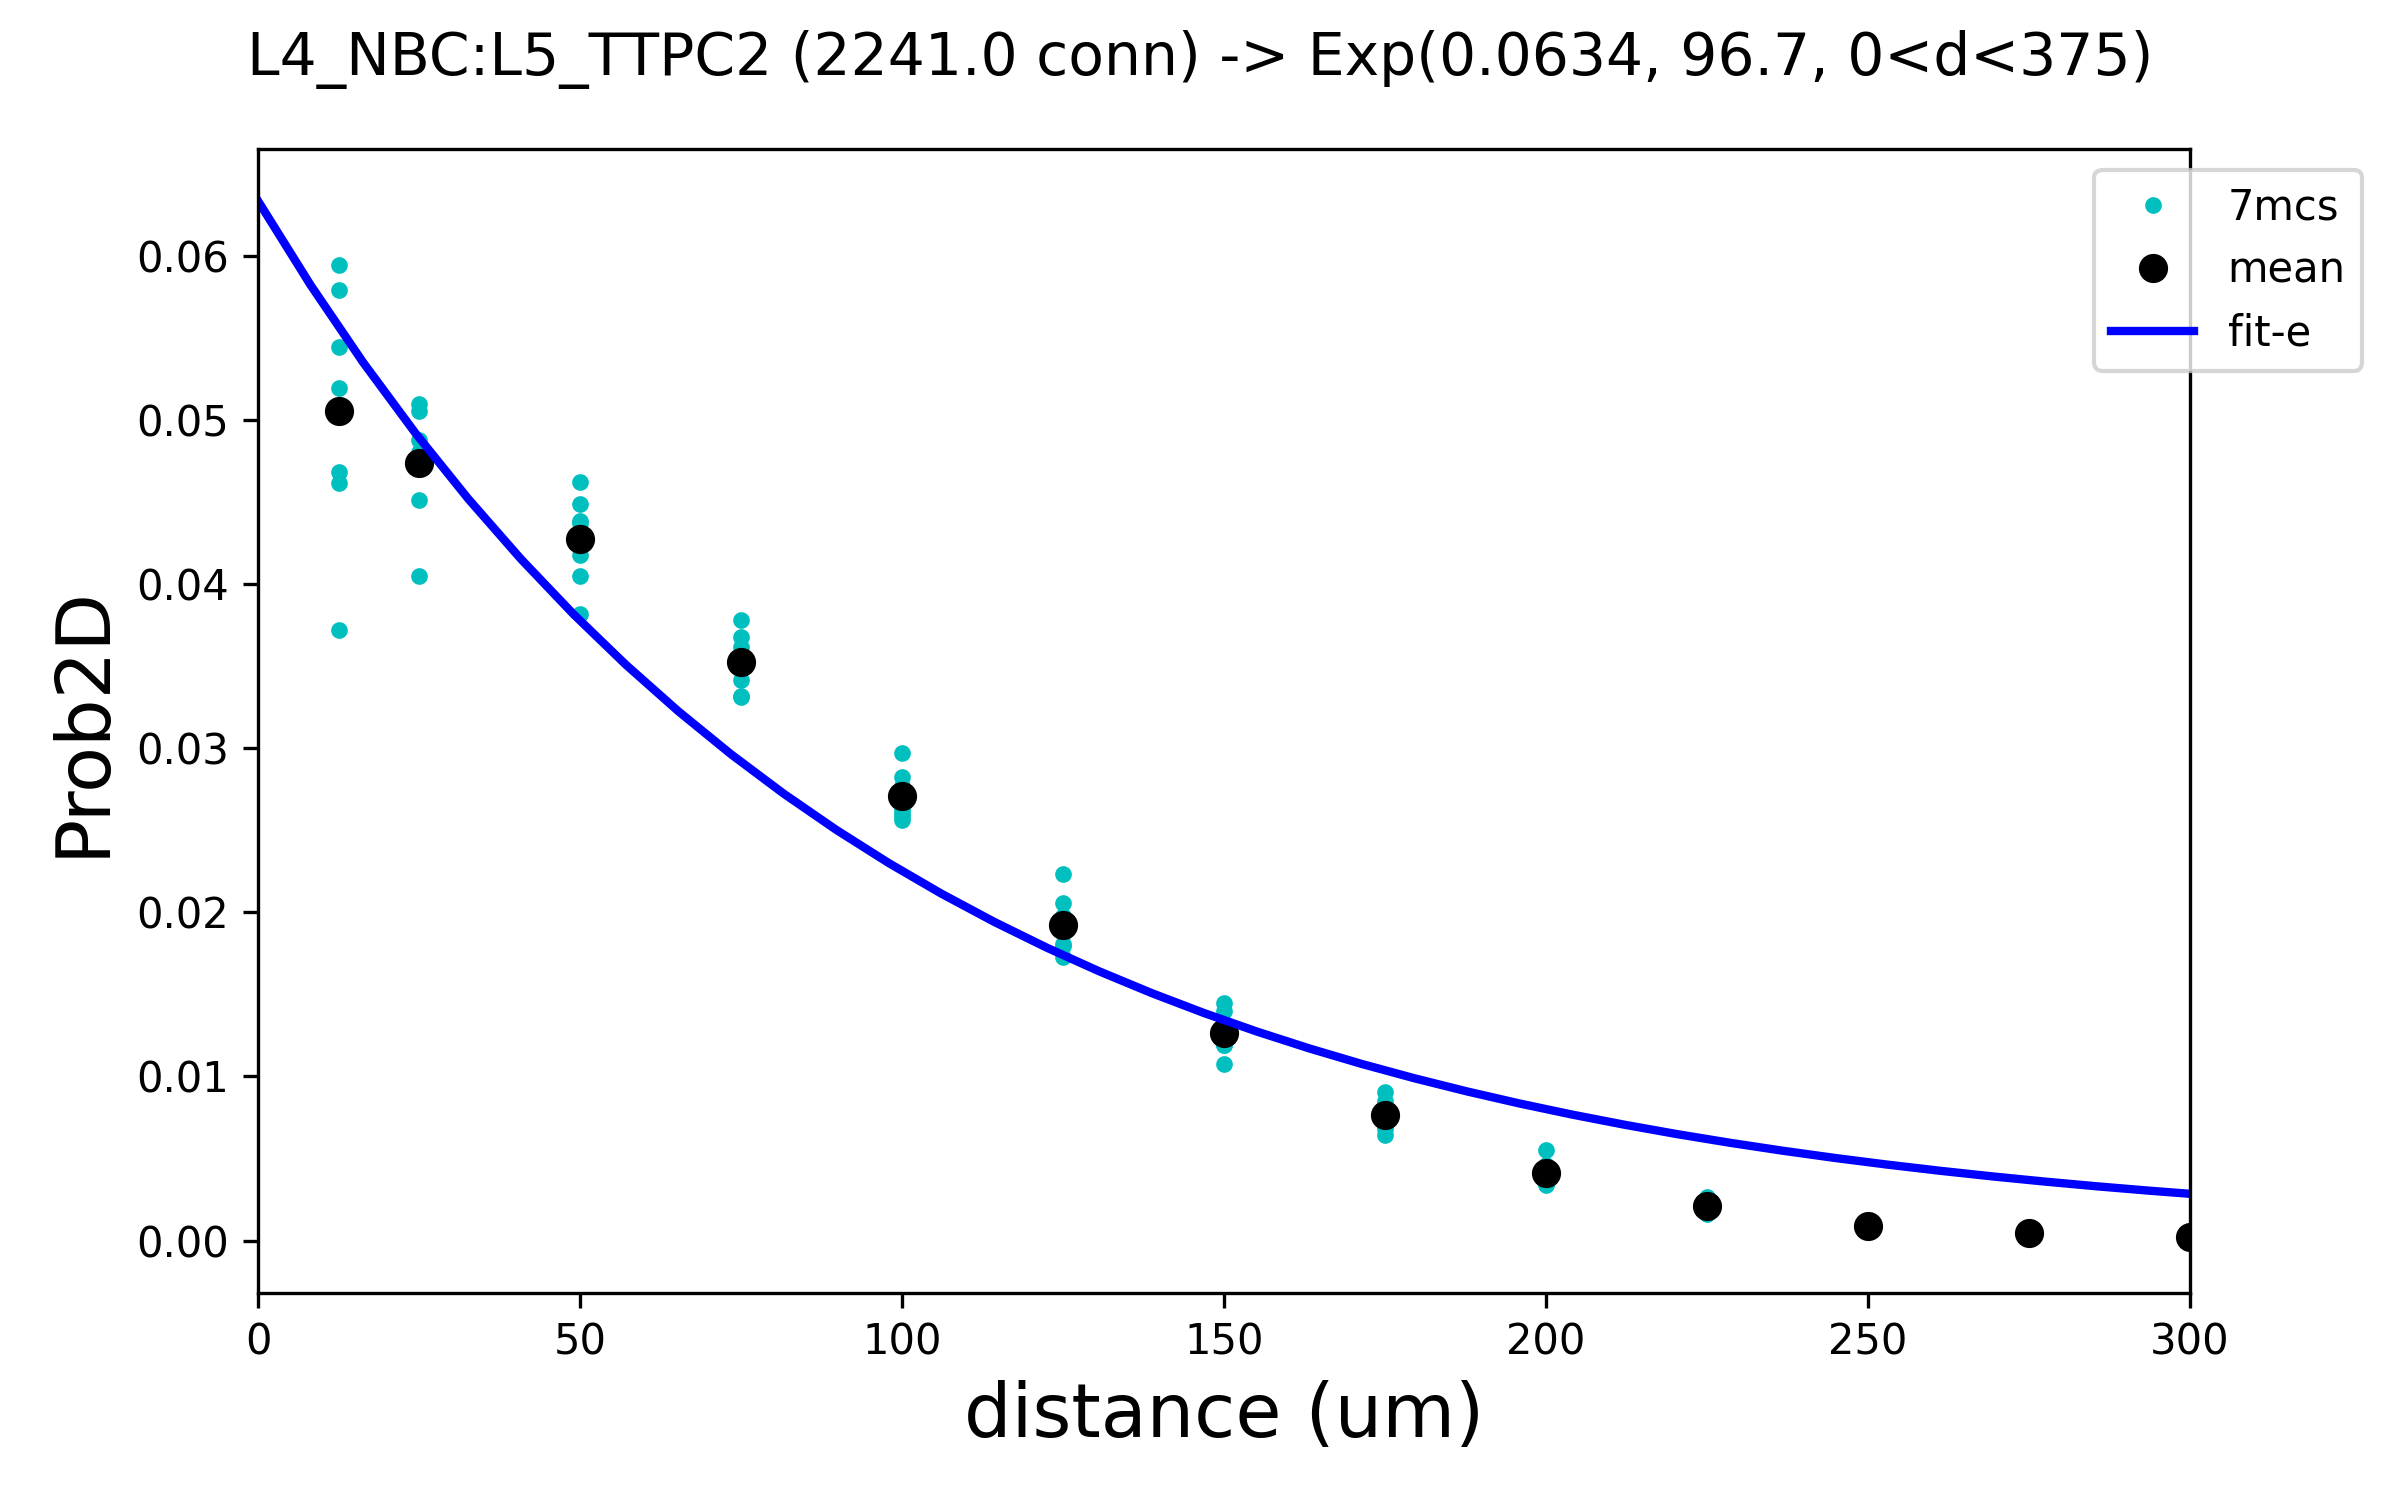 L4_NBC:L5_TTPC2 (2241.0 conn) -> Exp(0.0634, 96.7, 0<d<375)
7mcs
mean
fit-e
Prob2D
0.06
0.05
0.04
0.03
0.02
0.01
0.00
0 50 100 150 200 250 300
distance (um)